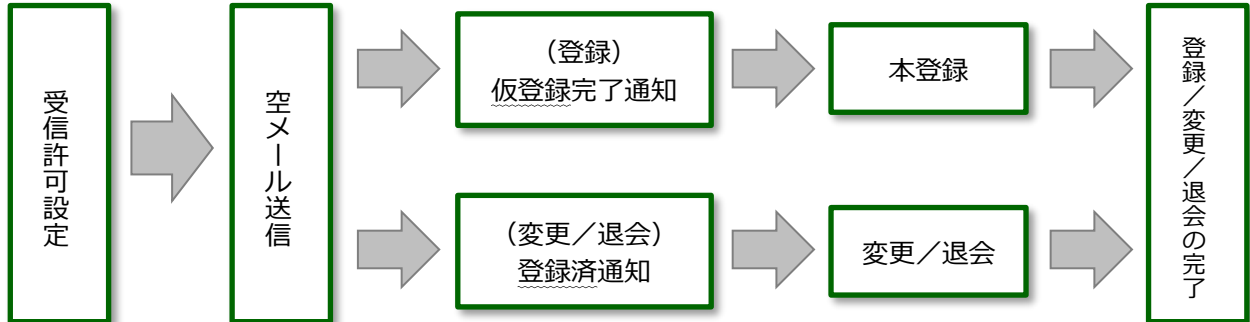 受信許可設定
空メール送信
（登録）
仮登録完了通知
本登録
（変更／退会）
登録済通知
変更／退会
登録／変更／退会の完了